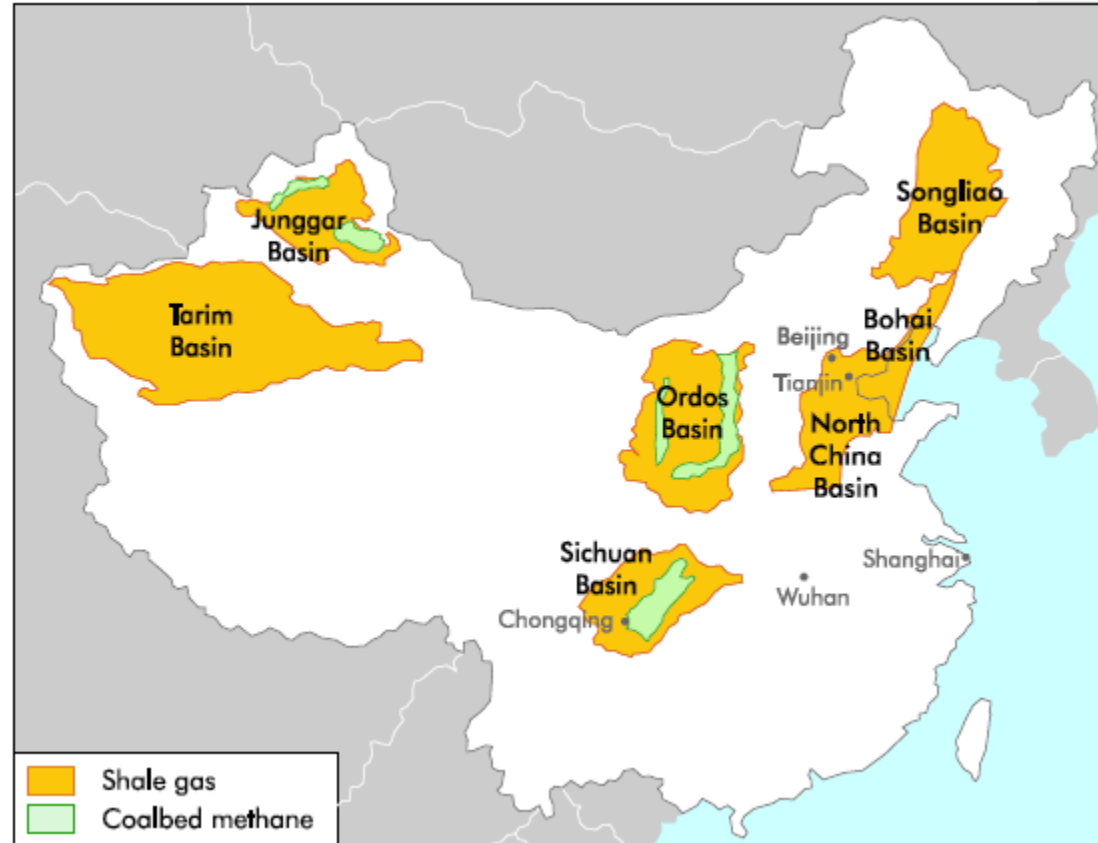 Songliao
Basin
Junggar
Basin
Tarim
Basin
Bohai
Basin
Beijing
Tianjin
Ordos
Basin
North
China
Basin
Sichuan
Basin
Shanghai
Wuhan
Chongqing
Shale gas
Coalbed methane